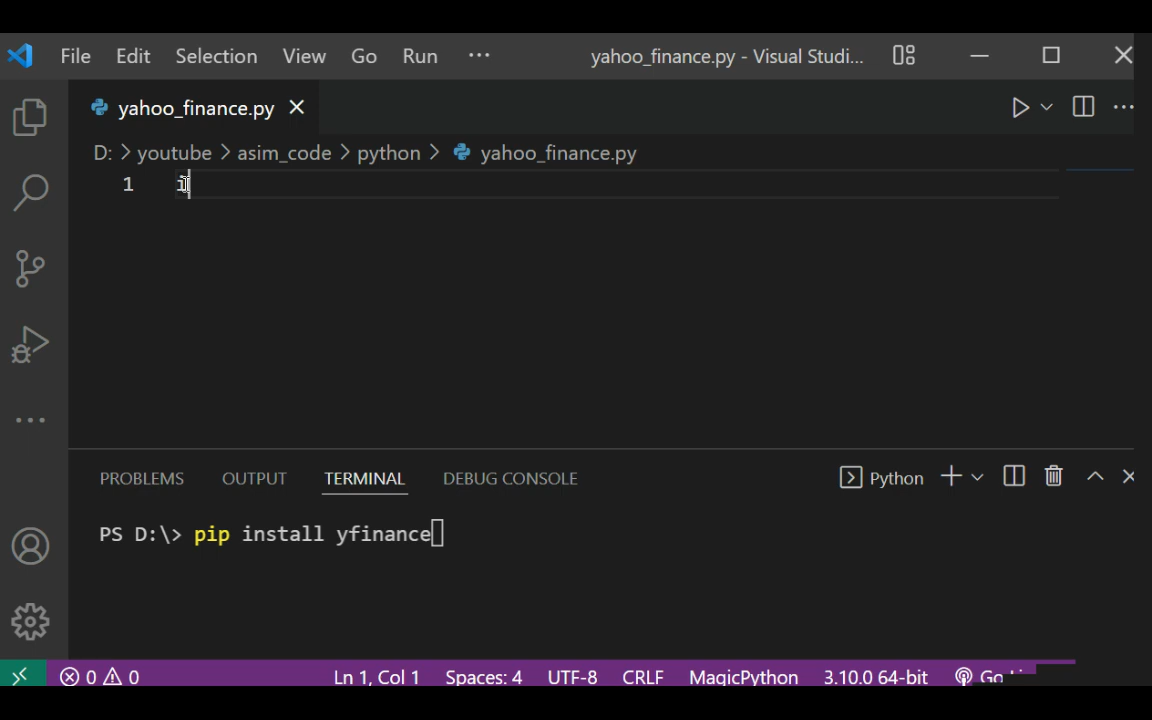 File Edit Selection View Go Run ··· yahoo_finance.py - Visual Studi...
yahoo_finance.py
D: > youtube > asim_code > python > yahoo_finance.py
1 i
PROBLEMS OUTPUT TERMINAL DEBUG CONSOLE Python
PS D:\> pip install yfinance
0 0 Ln 1, Col 1 Spaces: 4 UTF-8 CRLF MagicPython 3.10.0 64-bit Go